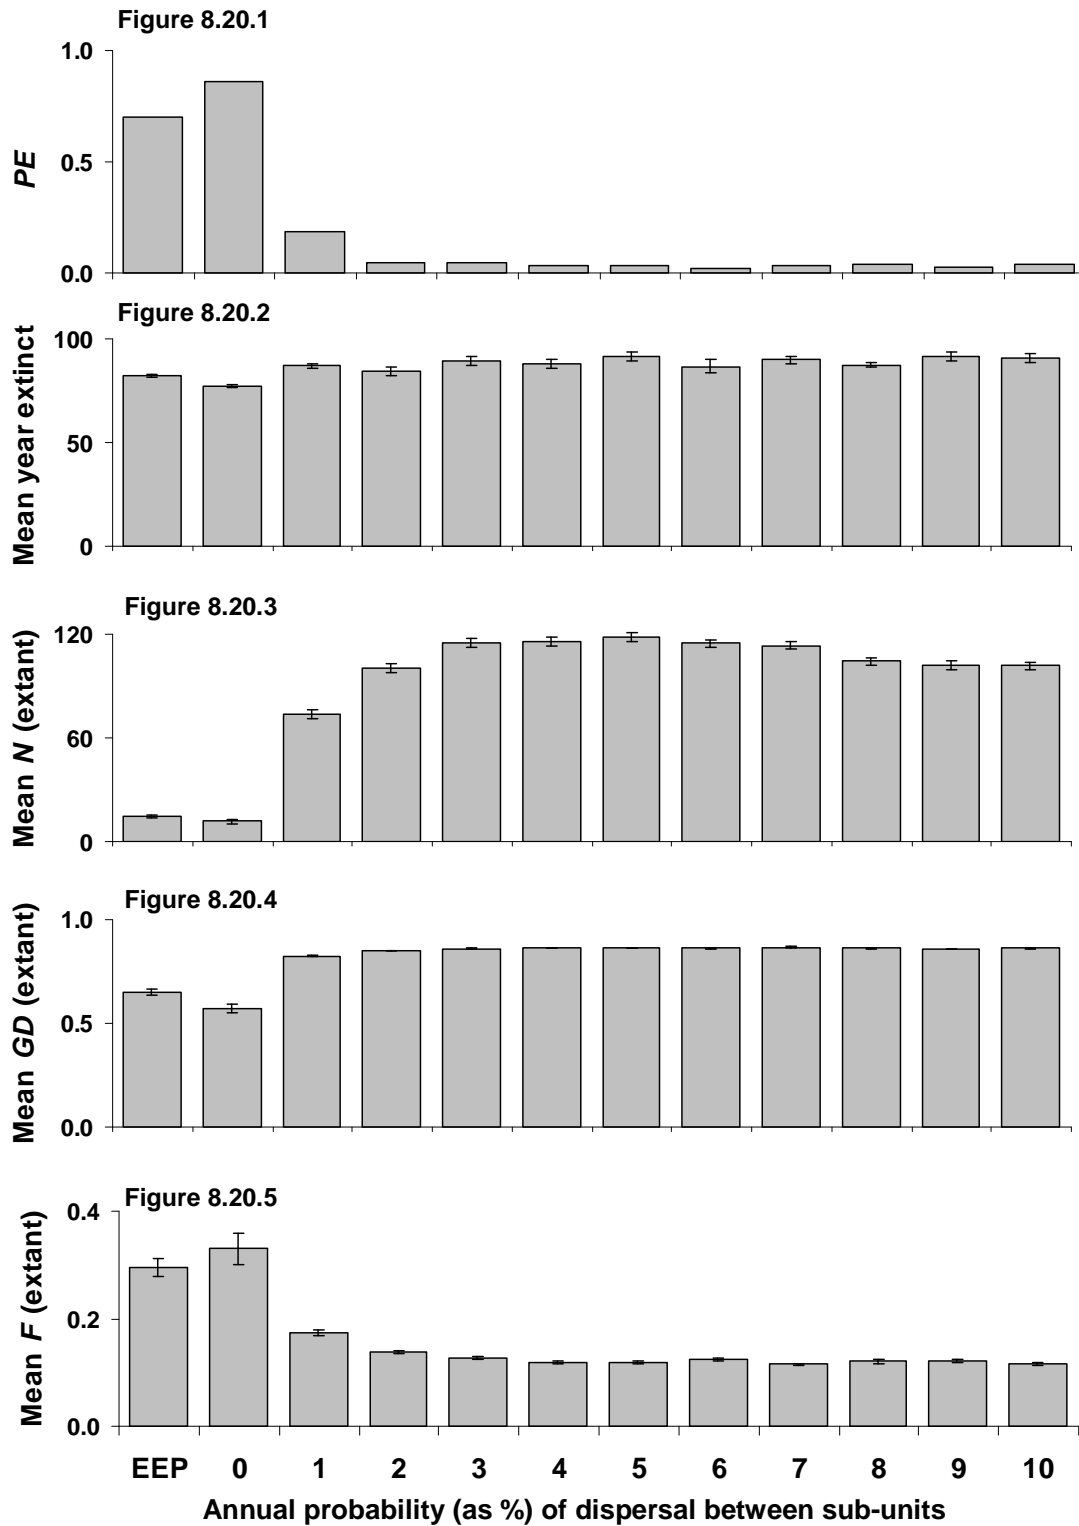 Figure 8.20.1
1.0
0.5
0.0
PE
Figure 8.20.2
100
50
0
Mean year extinct
Figure 8.20.3
120
60
0
Mean N (extant)
Figure 8.20.4
1.0
0.5
0.0
Mean GD (extant)
Figure 8.20.5
0.4
0.2
0.0
Mean F (extant)
EEP 0 1 2 3 4 5 6 7 8 9 10
Annual probability (as %) of dispersal between sub-units